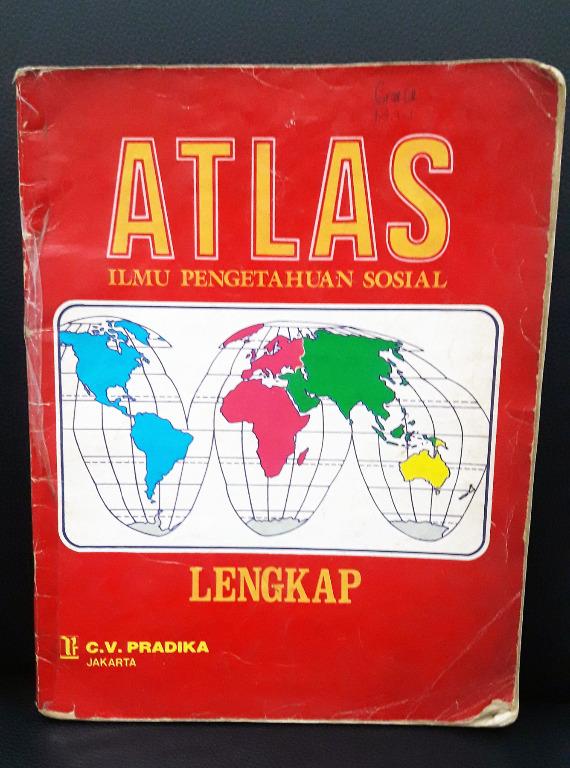 ATLAS
ILMU PENGETAHUAN SOSIAL
LENGKAP
C.V. PRADIKA
JAKARTA